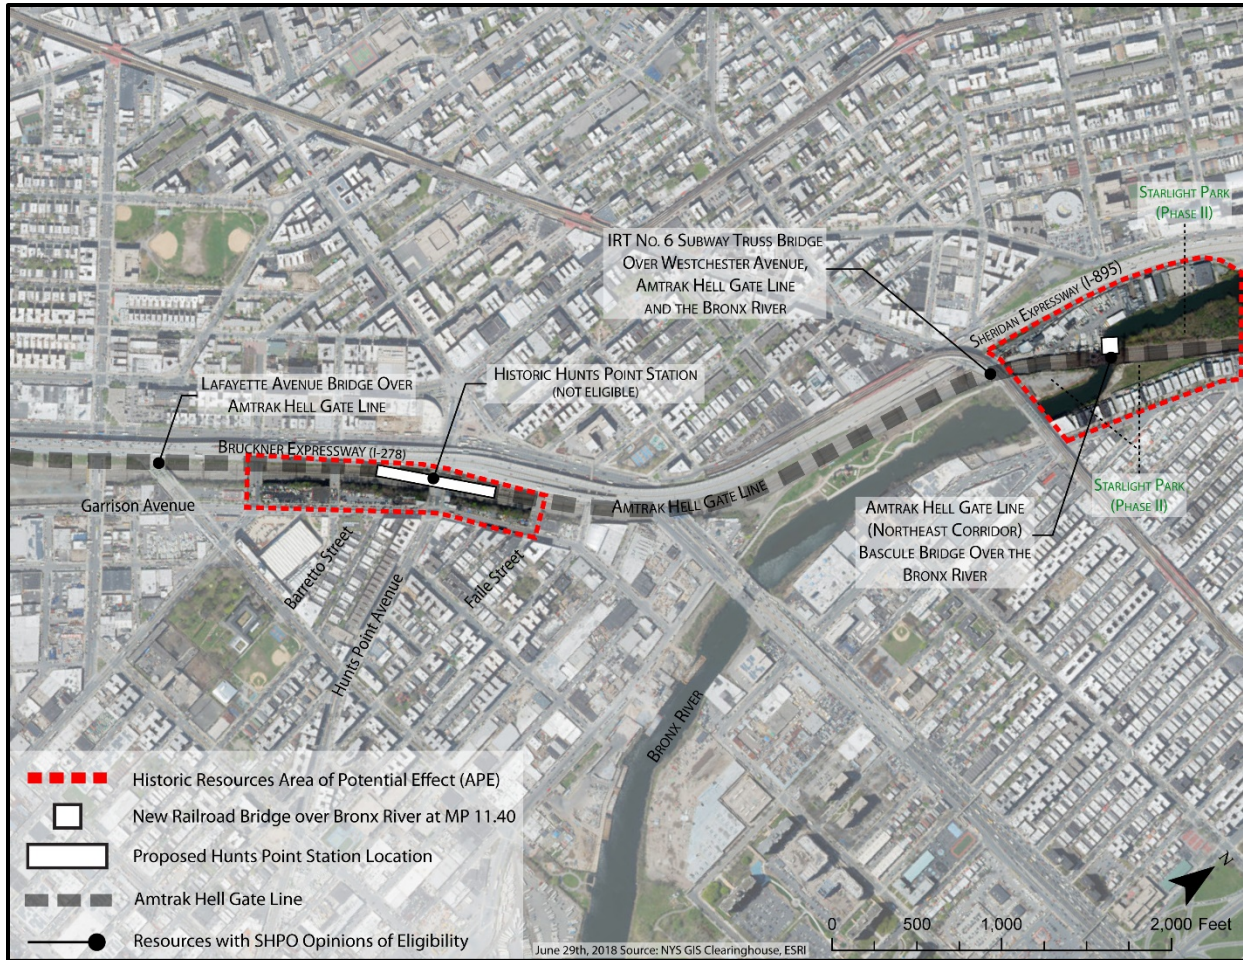 STARLIGHT PARK
(PHASE II)
IRT NO. 6 SUBWAY TRUSS BRIDGE
OVER WESTCHESTER AVENUE,
AMTRAK HELL GATE LINE
AND THE BRONX RIVER
SHERIDAN EXPRESSWAY (I-895)
LAFAYETTE AVENUE BRIDGE OVER
AMTRAK HELL GATE LINE
HISTORIC HUNTS POINT STATION
(NOT ELIGIBLE)
BRUCKNER EXPRESSWAY (I-278)
Garrison Avenue
AMTRAK HELL GATE LINE
STARLIGHT PARK
(PHASE II)
AMTRAK HELL GATE LINE
(NORTHEAST CORRIDOR)
BASCULE BRIDGE OVER THE
BRONX RIVER
Barretto Street
Hunts Point Avenue
Faile Street
BRONX RIVER
Historic Resources Area of Potential Effect (APE)
New Railroad Bridge over Bronx River at MP 11.40
Proposed Hunts Point Station Location
Amtrak Hell Gate Line
Resources with SHPO Opinions of Eligibility
N
0 500 1,000 2,000 Feet
June 29th, 2018 Source: NYS GIS Clearinghouse, ESRI